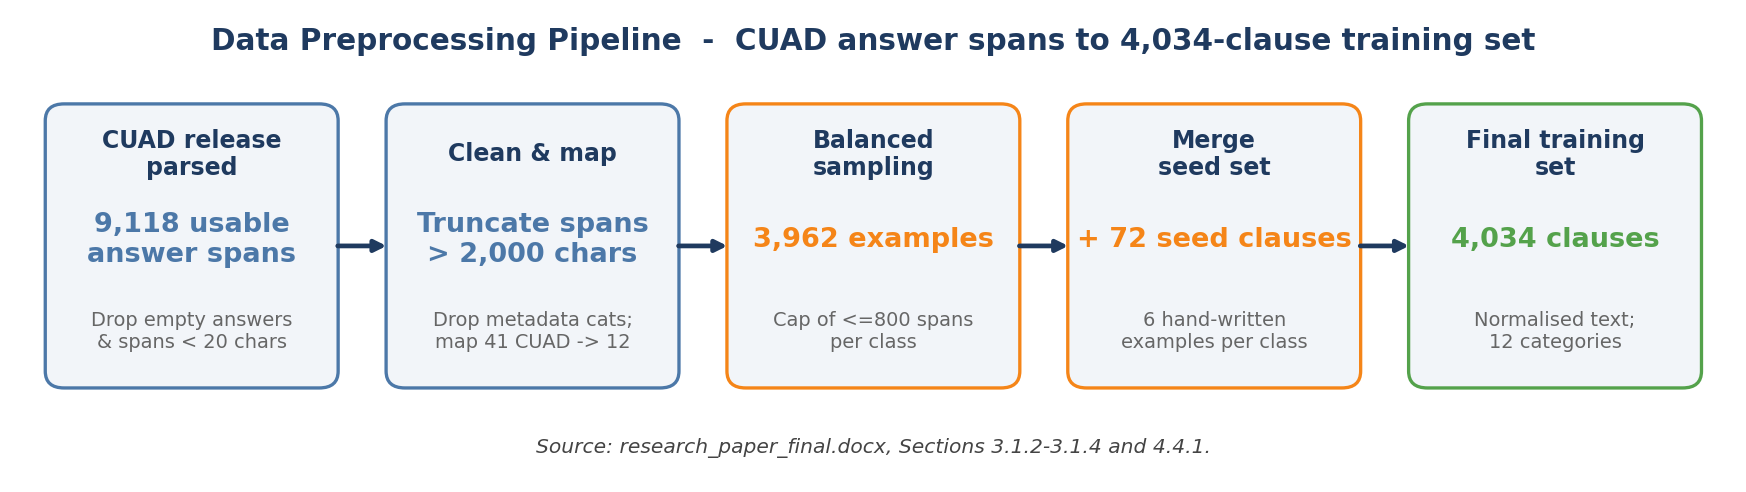 Data Preprocessing Pipeline - CUAD answer spans to 4,034-clause training set
CUAD release
parsed
9,118 usable
answer spans
Drop empty answers
& spans < 20 chars
Clean & map
Truncate spans
> 2,000 chars
Drop metadata cats;
map 41 CUAD -> 12
Balanced
sampling
3,962 examples
Cap of <=800 spans
per class
Merge
seed set
+ 72 seed clauses
6 hand-written
examples per class
Final training
set
4,034 clauses
Normalised text;
12 categories
Source: research_paper_final.docx, Sections 3.1.2-3.1.4 and 4.4.1.